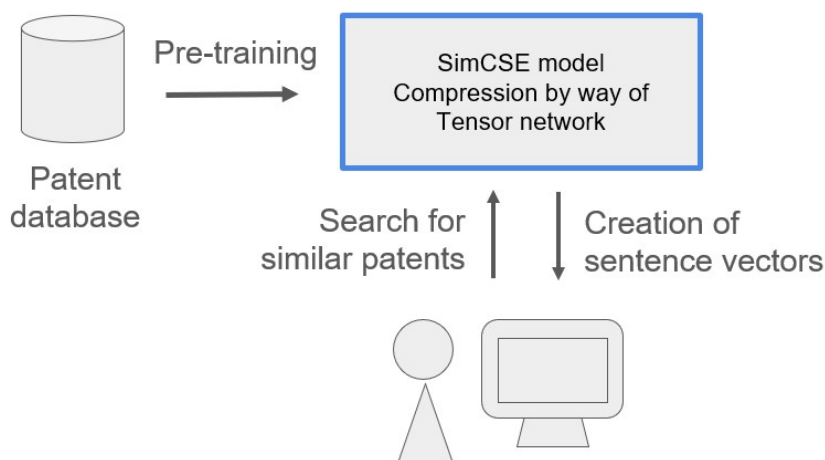 Pre-training
SimCSE model
Compression by way of
Tensor network
Patent
database
Search for
similar patents
Creation of
sentence vectors